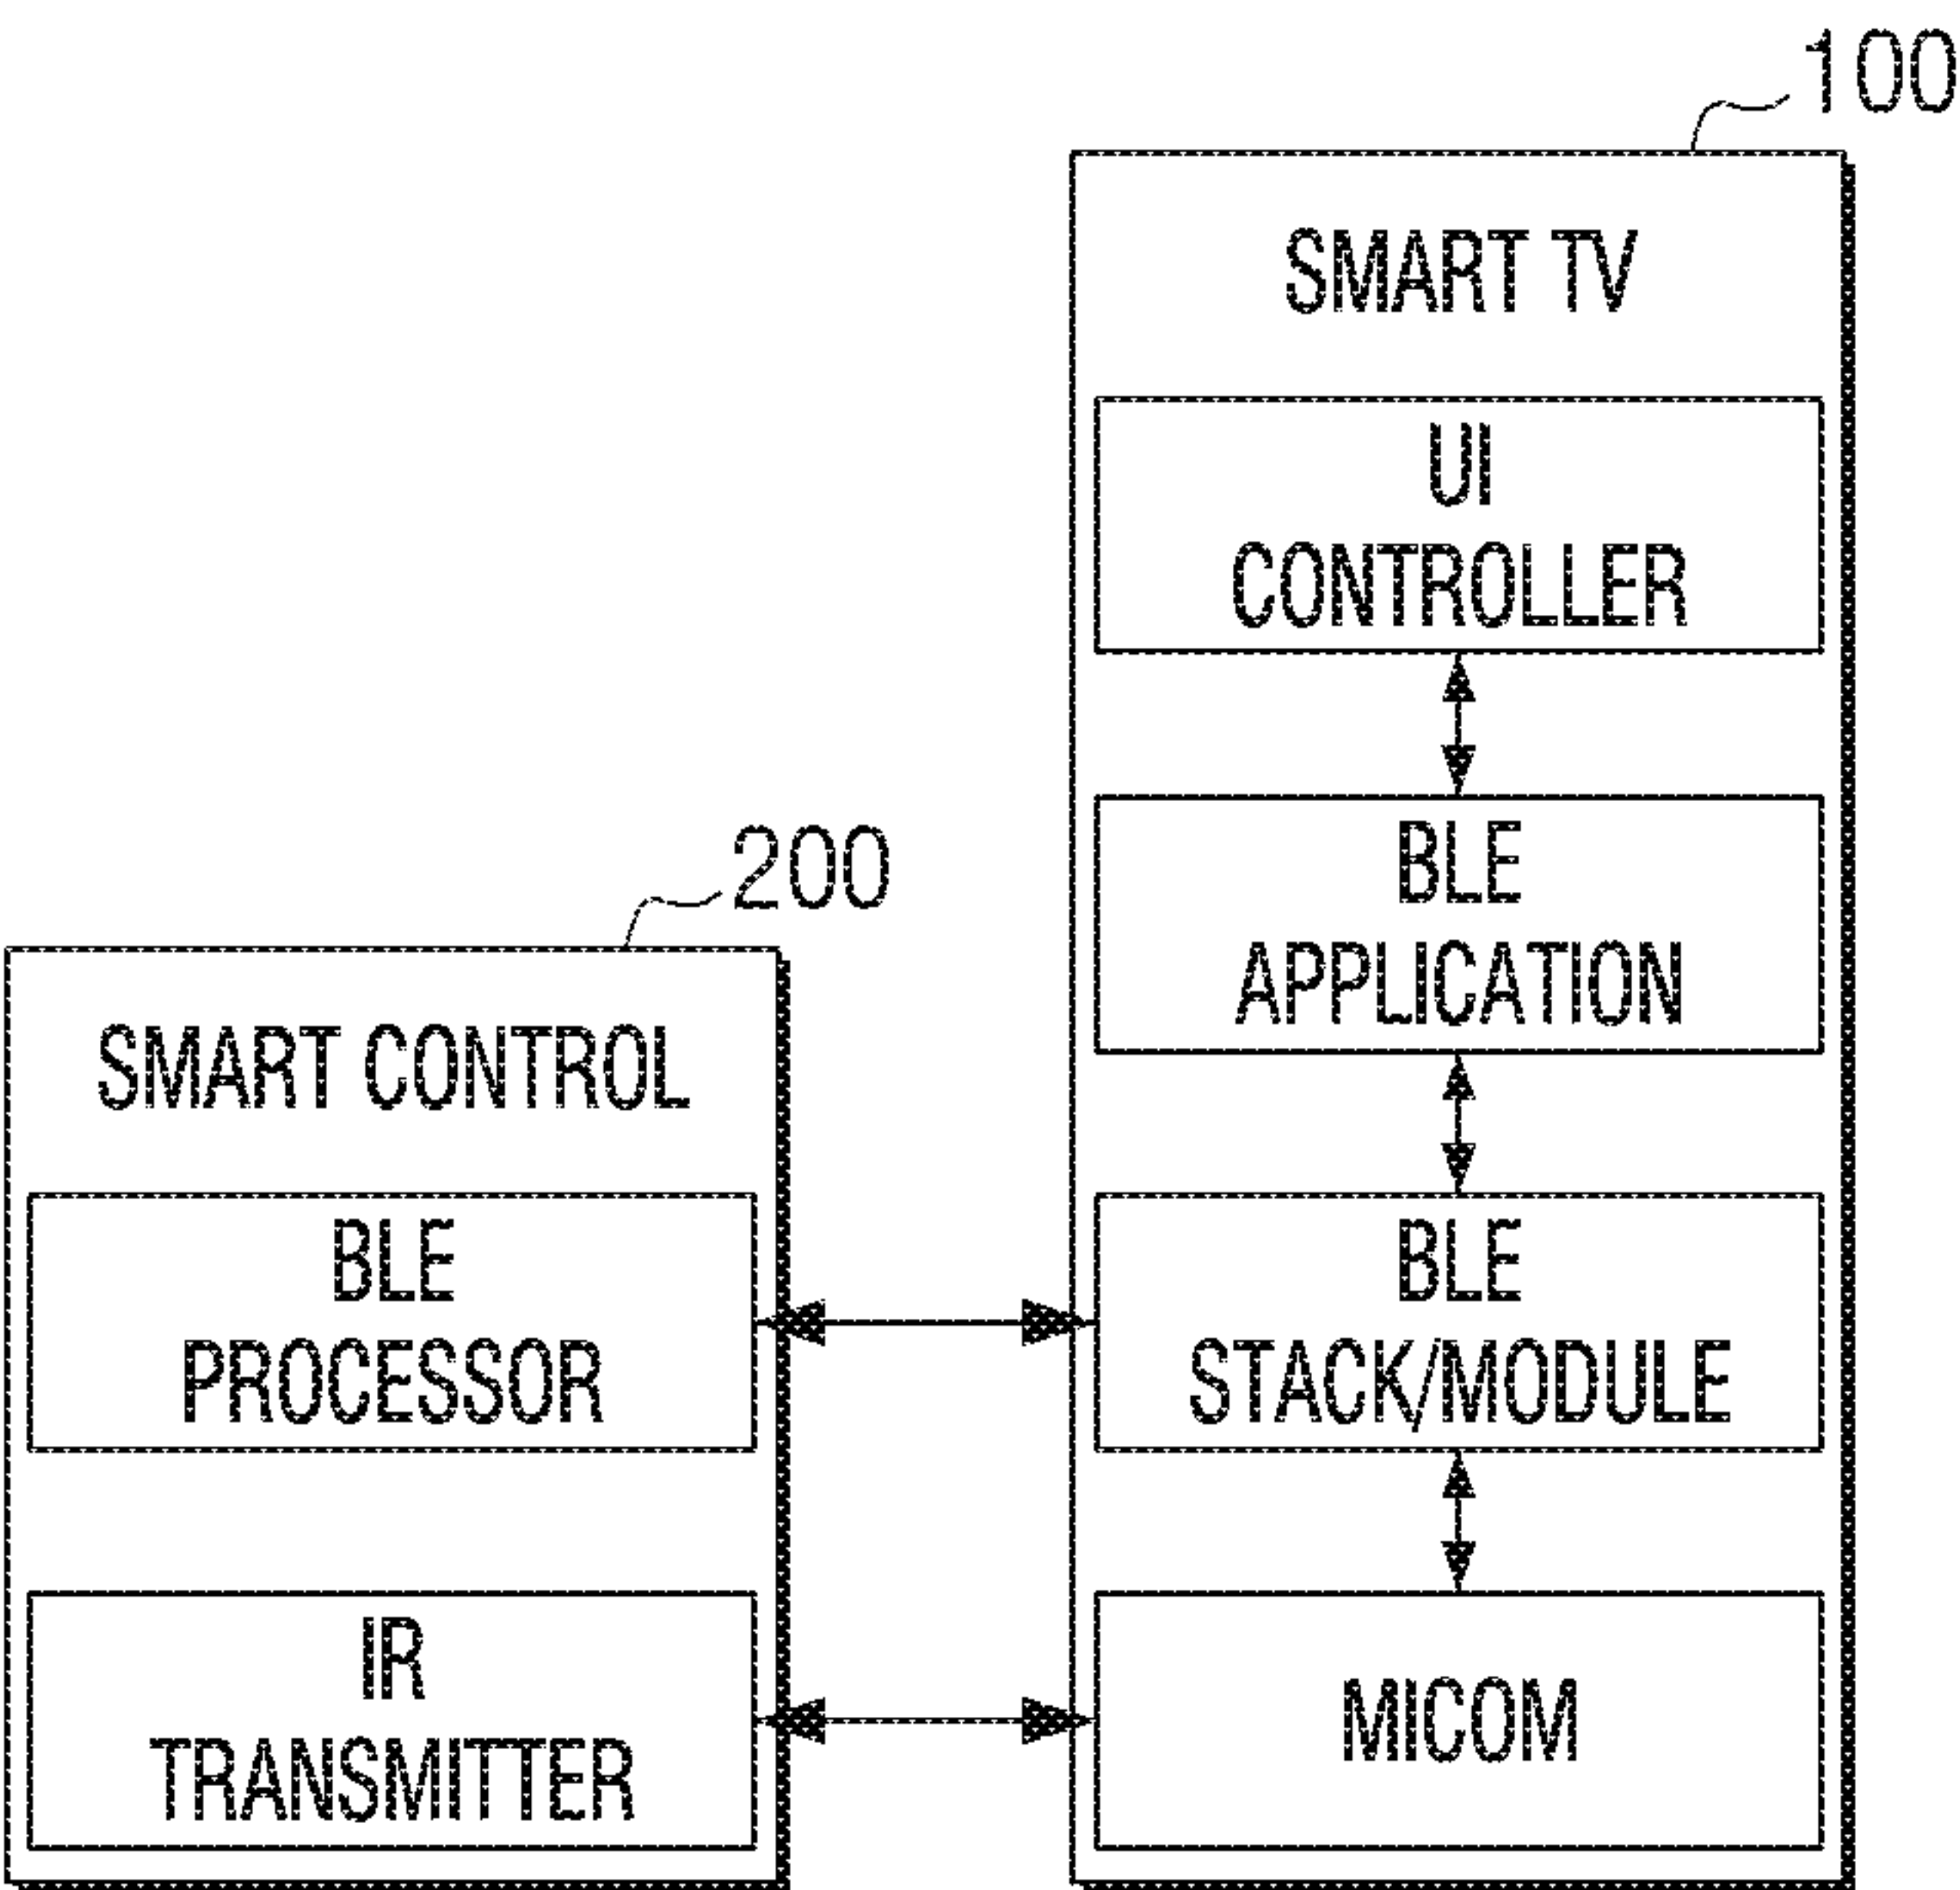 100
SMART TV
UI
CONTROLLER
BLE
APPLICATION
BLE
STACK/MODULE
MICOM
200
SMART CONTROL
BLE
PROCESSOR
IR
TRANSMITTER